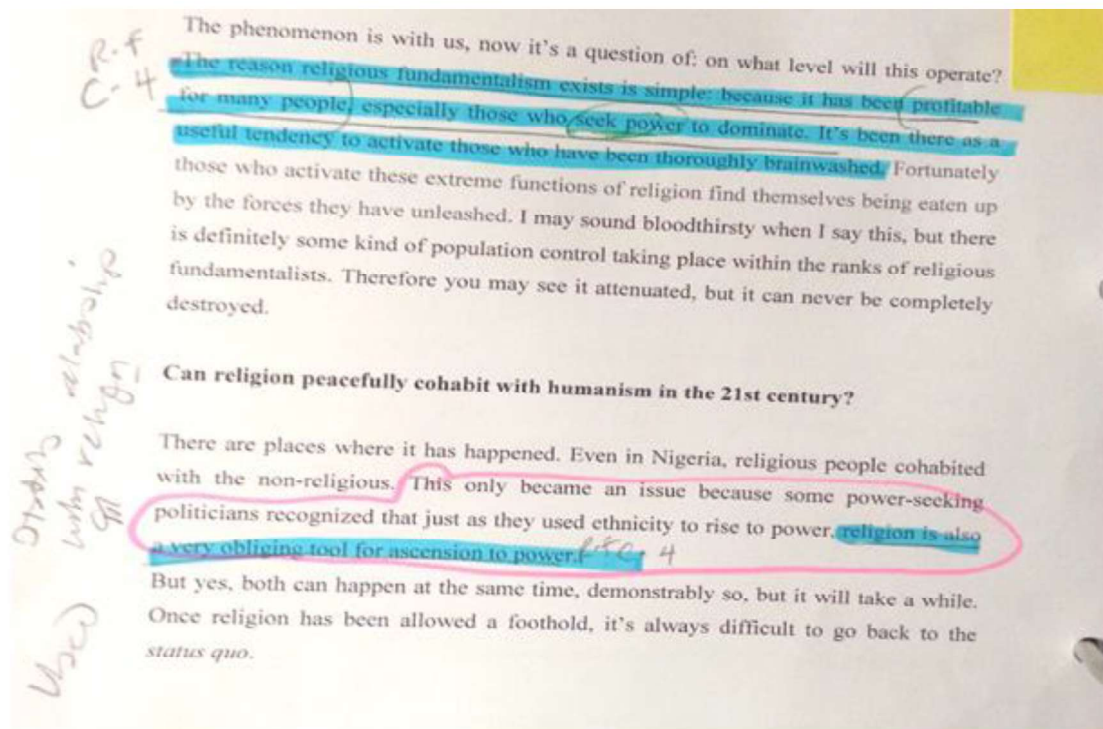 R.f
C. 4
The phenomenon is with us, now it's a question of: on what level will this operate?
The reason religious fundamentalism exists is simple: because it has been profitable
for many people, especially those who seek power to dominate. It's been there as a
useful tendency to activate those who have been thoroughly brainwashed. Fortunately
those who activate these extreme functions of religion find themselves being eaten up
by the forces they have unleashed. I may sound bloodthirsty when I say this, but there
is definitely some kind of population control taking place within the ranks of religious
fundamentalists. Therefore you may see it attenuated, but it can never be completely
destroyed.
Can religion peacefully cohabit with humanism in the 21st century?
There are places where it has happened. Even in Nigeria, religious people cohabited
with the non-religious. This only became an issue because some power-seeking
politicians recognized that just as they used ethnicity to rise to power, religion is also
a very obliging tool for ascension to power. 4
But yes, both can happen at the same time, demonstrably so, but it will take a while.
Once religion has been allowed a foothold, it's always difficult to go back to the
status quo.
Used